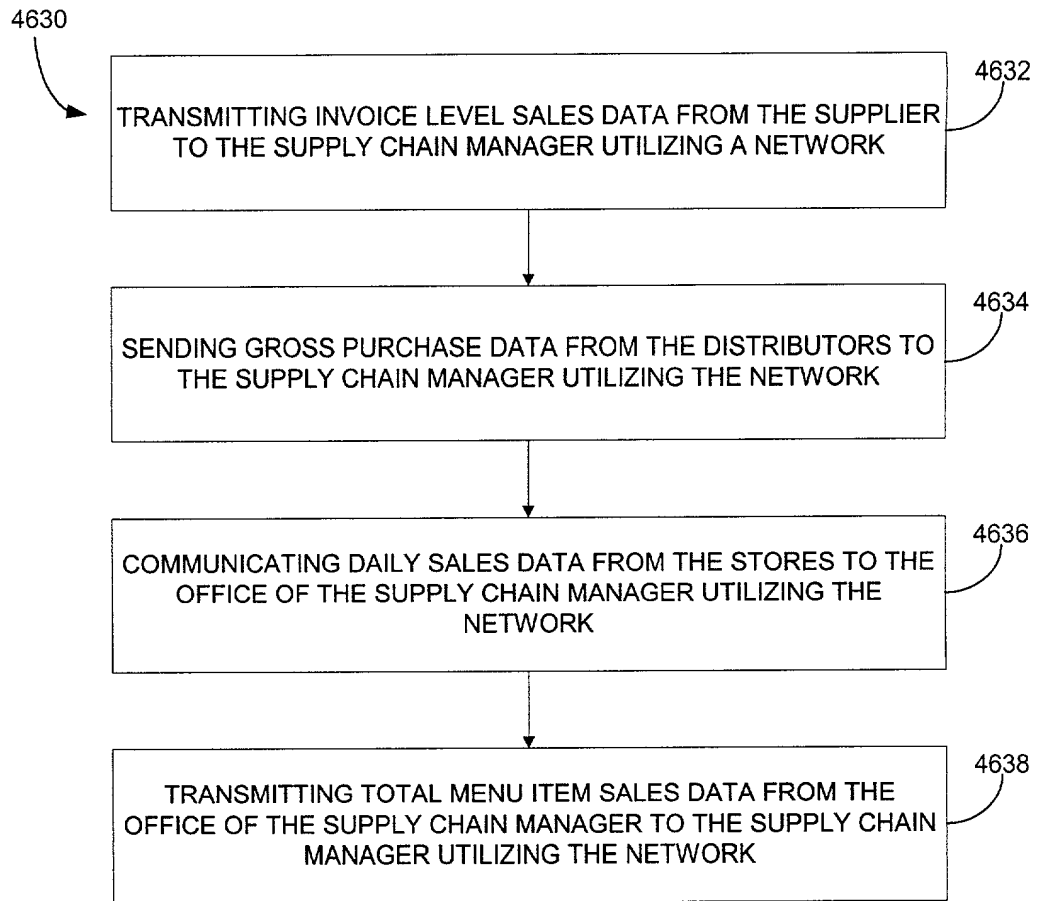 4630
4632
TRANSMITTING INVOICE LEVEL SALES DATA FROM THE SUPPLIER
TO THE SUPPLY CHAIN MANAGER UTILIZING A NETWORK
4634
SENDING GROSS PURCHASE DATA FROM THE DISTRIBUTORS TO
THE SUPPLY CHAIN MANAGER UTILIZING THE NETWORK
4636
COMMUNICATING DAILY SALES DATA FROM THE STORES TO THE
OFFICE OF THE SUPPLY CHAIN MANAGER UTILIZING THE
NETWORK
4638
TRANSMITTING TOTAL MENU ITEM SALES DATA FROM THE
OFFICE OF THE SUPPLY CHAIN MANAGER TO THE SUPPLY CHAIN
MANAGER UTILIZING THE NETWORK